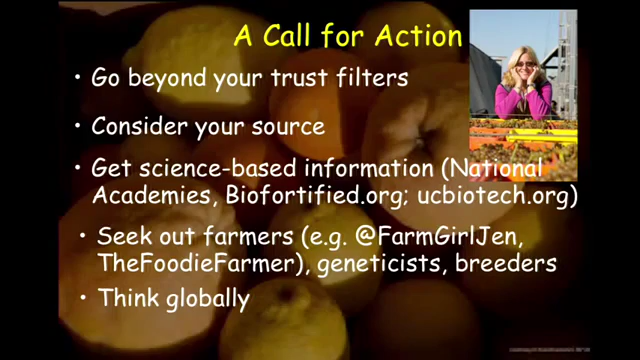 A Call for Action
• Go beyond your trust filters
• Consider your source
• Get science-based information (National
Academies, Biofortified.org; ucbiotech.org)
• Seek out farmers (e.g. @FarmGirlJen,
TheFoodieFarmer), geneticists, breeders
• Think globally